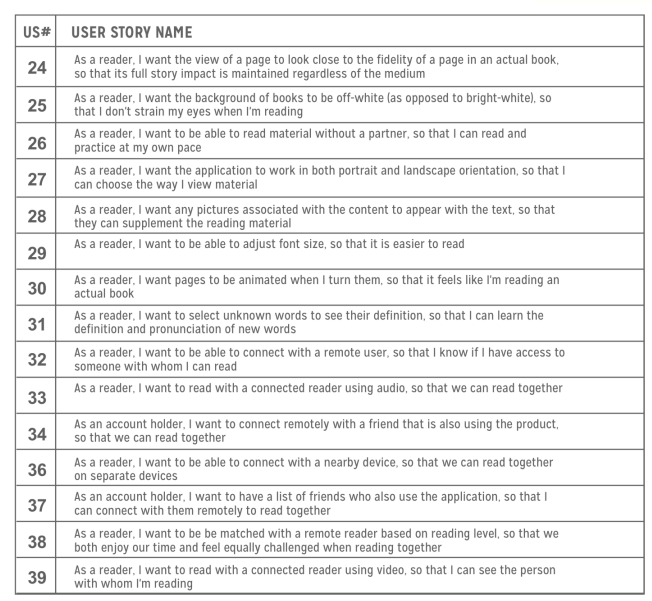 US# USER STORY NAME
24 As a reader, I want the view of a page to look close to the fidelity of a page in an actual book,
so that its full story impact is maintained regardless of the medium
25 As a reader, I want the background of books to be off-white (as opposed to bright-white), so
that I don't strain my eyes when I'm reading
26 As a reader, I want to be able to read material without a partner, so that I can read and
practice at my own pace
27 As a reader, I want the application to work in both portrait and landscape orientation, so that I
can choose the way I view material
28 As a reader, I want any pictures associated with the content to appear with the text, so that
they can supplement the reading material
29 As a reader, I want to be able to adjust font size, so that it is easier to read
30 As a reader, I want pages to be animated when I turn them, so that it feels like I'm reading an
actual book
31 As a reader, I want to select unknown words to see their definition, so that I can learn the
definition and pronunciation of new words
32 As a reader, I want to be able to connect with a remote user, so that I know if I have access to
someone with whom I can read
33 As a reader, I want to read with a connected reader using audio, so that we can read together
34 As an account holder, I want to connect remotely with a friend that is also using the product,
so that we can read together
36 As a reader, I want to be able to connect with a nearby device, so that we can read together
on separate devices
37 As an account holder, I want to have a list of friends who also use the application, so that I
can connect with them remotely to read together
38 As a reader, I want to be be matched with a remote reader based on reading level, so that we
both enjoy our time and feel equally challenged when reading together
39 As a reader, I want to read with a connected reader using video, so that I can see the person
with whom I'm reading